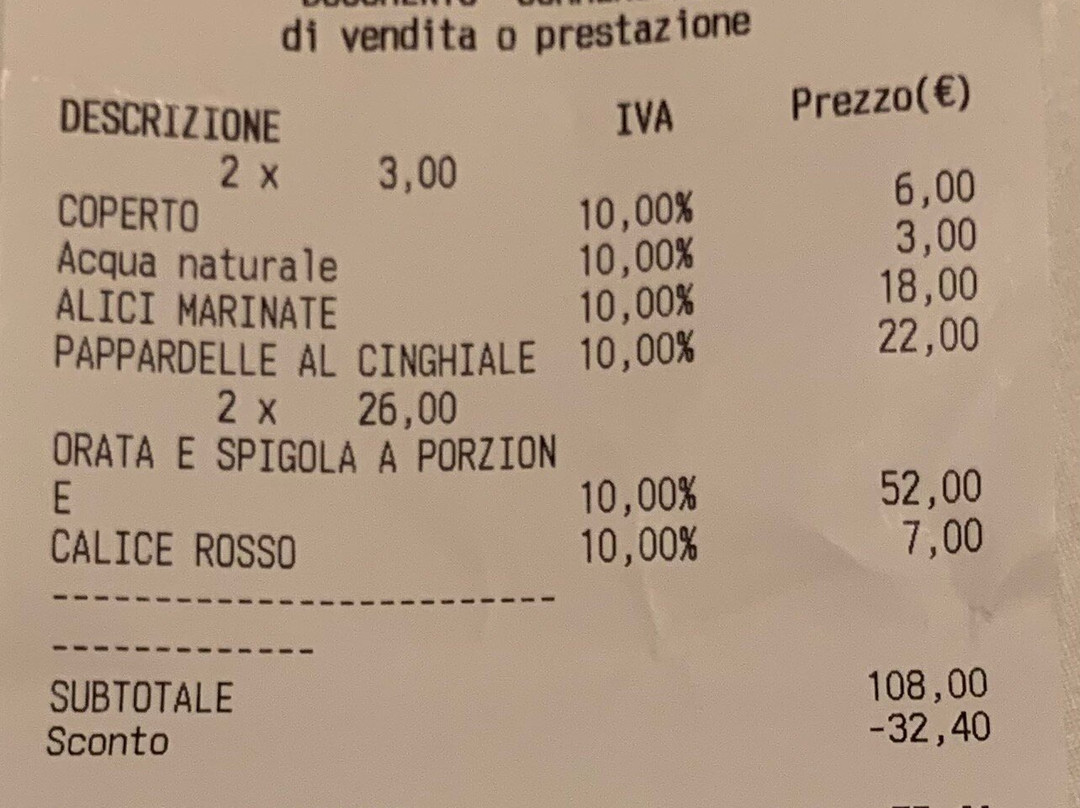 di vendita o prestazione
DESCRIZIONE IVA Prezzo(€)
2 x 3,00
COPERTO 10,00% 6,00
Acqua naturale 10,00% 3,00
ALICI MARINATE 10,00% 18,00
PAPPARDELLE AL CINGHIALE 10,00% 22,00
2 x 26,00
ORATA E SPIGOLA A PORZION
E 10,00% 52,00
CALICE ROSSO 10,00% 7,00
-------------------------
-------------
SUBTOTALE 108,00
Sconto -32,40